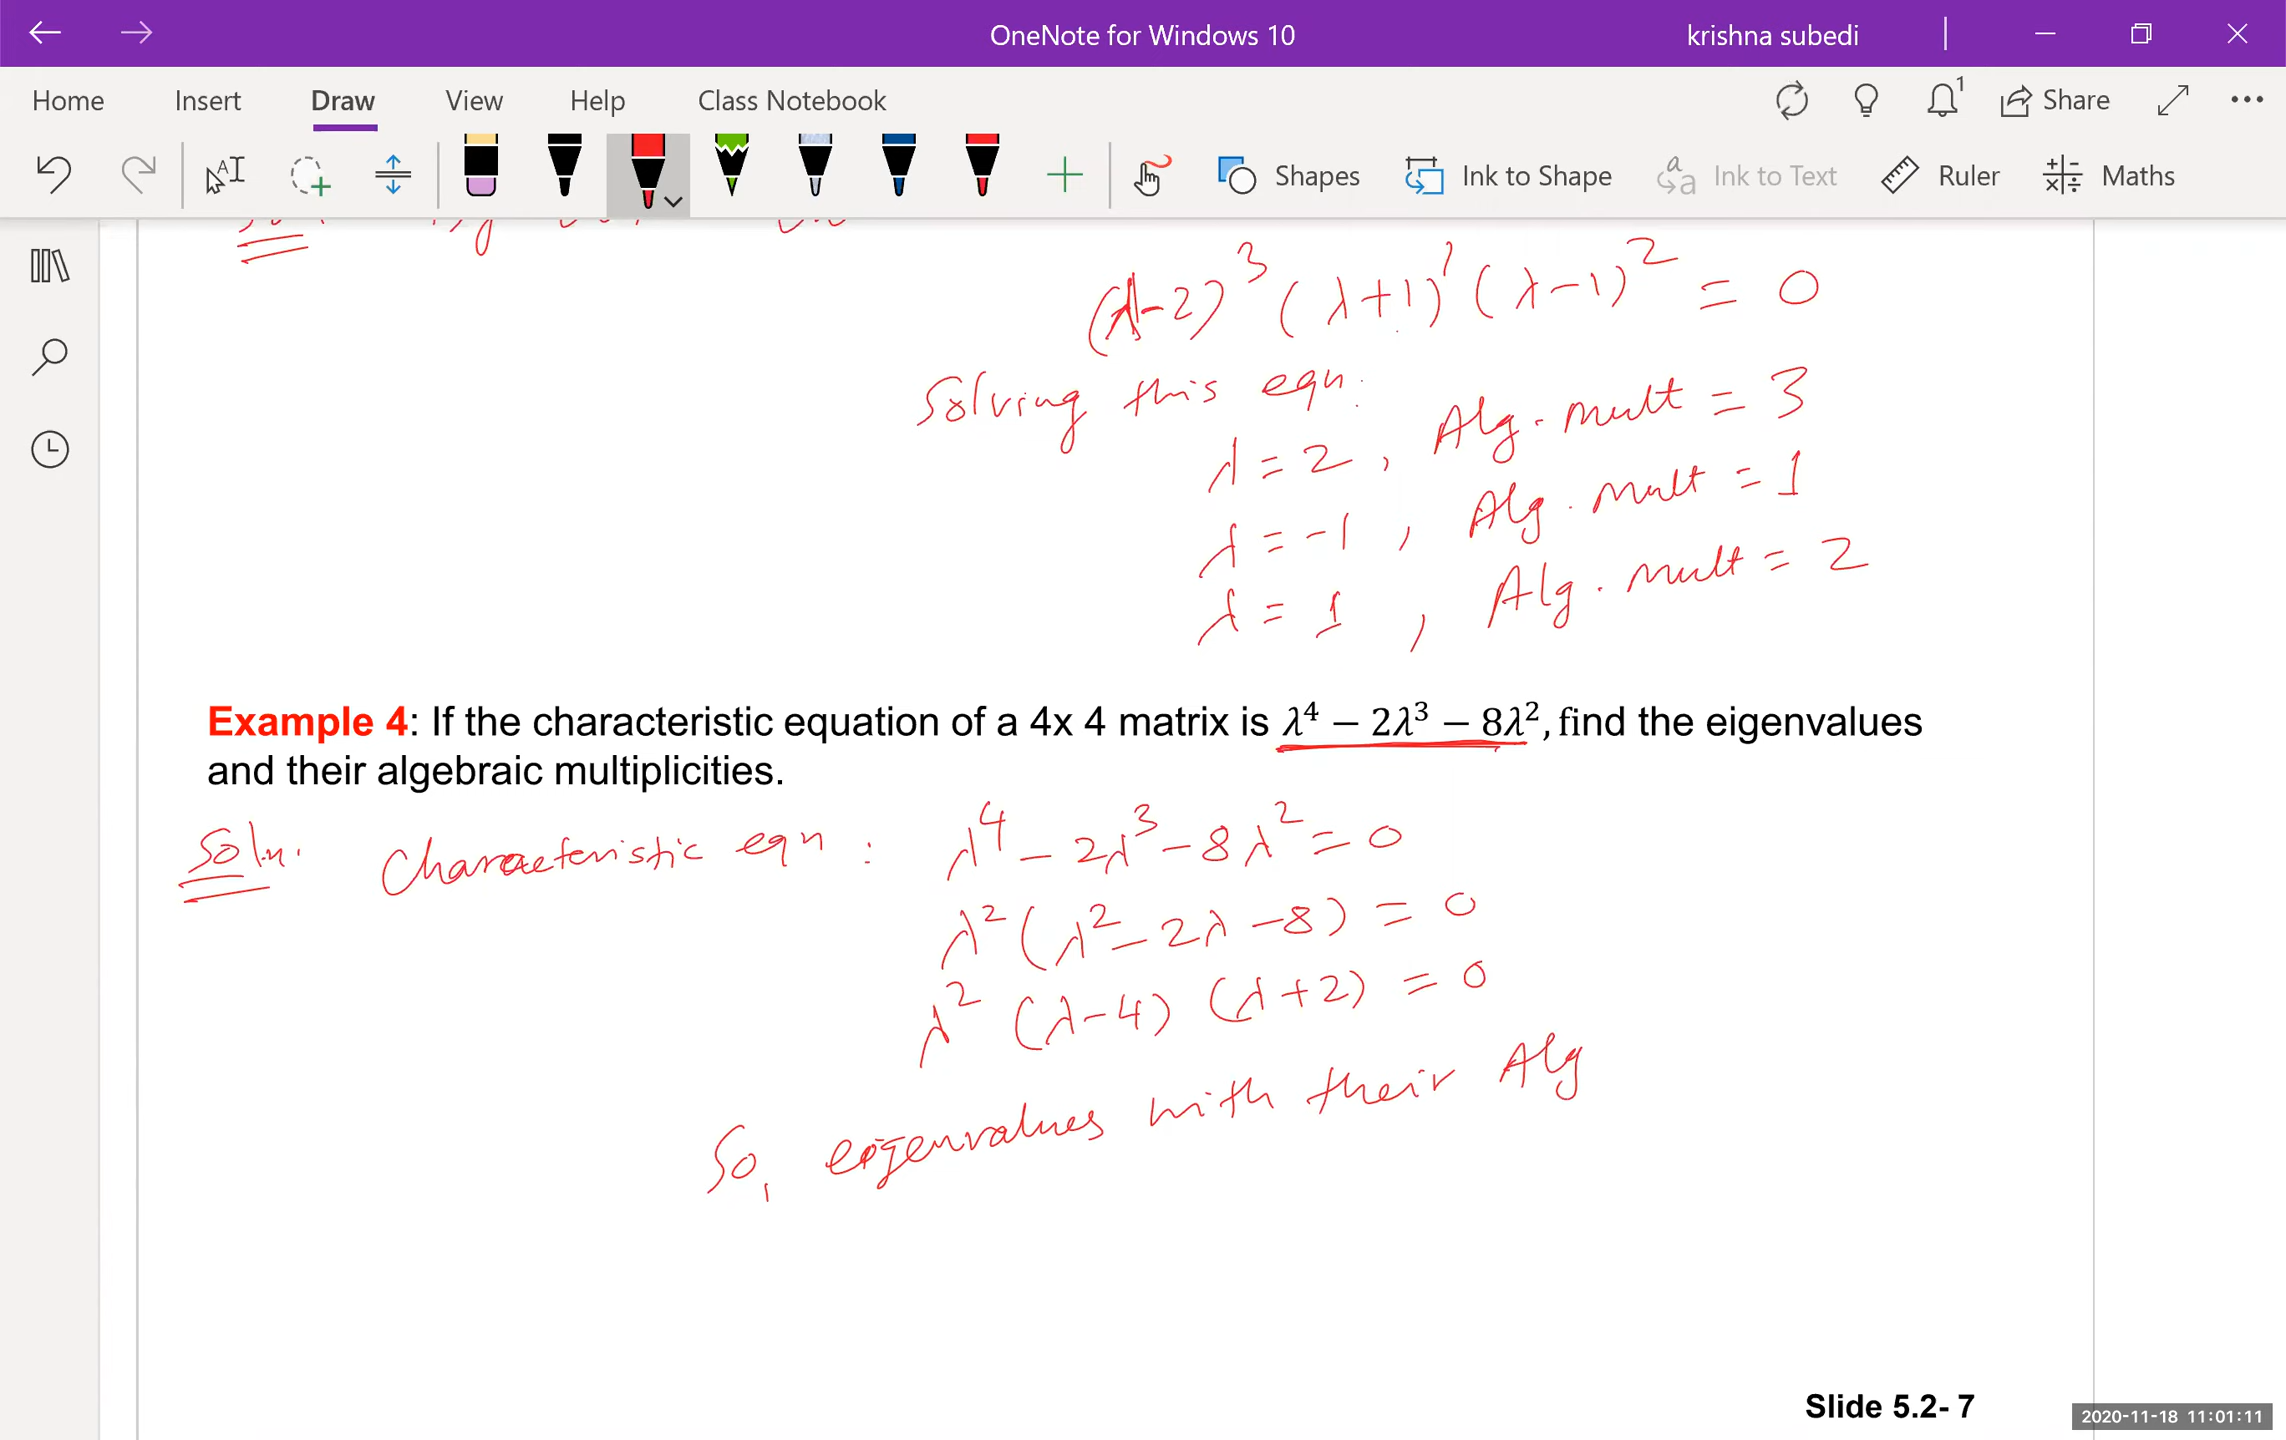 OneNote for Windows 10
krishna subedi
Home Insert Draw View Help Class Notebook
1
Share
Shapes Ink to Shape Ink to Text Ruler Maths
(λ-2)³ (λ+1)¹ (λ-1)² = 0
Solving this eqn:
λ = 2 , Alg. mult = 3
λ = -1 , Alg. mult = 1
λ = 1 , Alg. mult = 2
Example 4: If the characteristic equation of a 4x 4 matrix is λ⁴ − 2λ³ − 8λ², find the eigenvalues
and their algebraic multiplicities.
Soln. Characteristic eqn : λ⁴ - 2λ³ - 8λ² = 0
λ² (λ² - 2λ - 8) = 0
λ² (λ-4) (λ+2) = 0
So, eigenvalues with their Alg
Slide 5.2- 7
2020-11-18 11:01:11